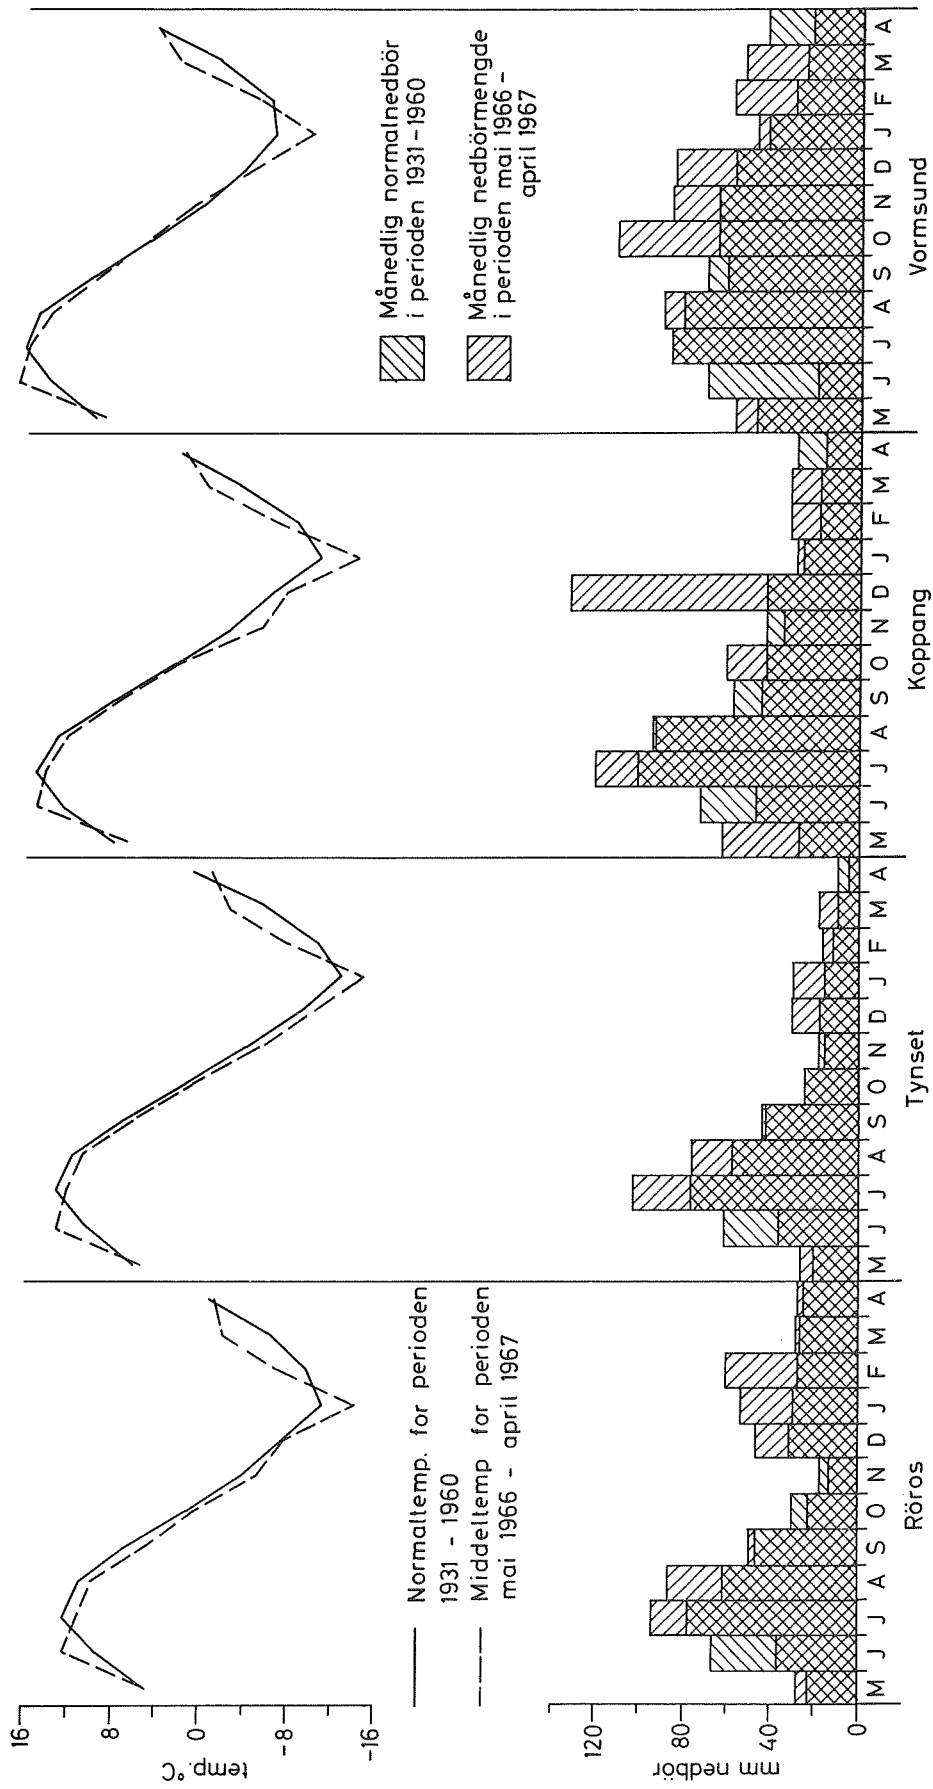 16
8
0
-8
-16
temp.°C
Normaltemp. for perioden
1931 - 1960
Middeltemp for perioden
mai 1966 - april 1967
Månedlig normalnedbör
i perioden 1931-1960
Månedlig nedbörmengde
i perioden mai 1966 -
april 1967
120
80
40
0
mm nedbör
M J J A S O N D J F M A M J J A S O N D J F M A M J J A S O N D J F M A M J J A S O N D J F M A
Röros Tynset Koppang Vormsund